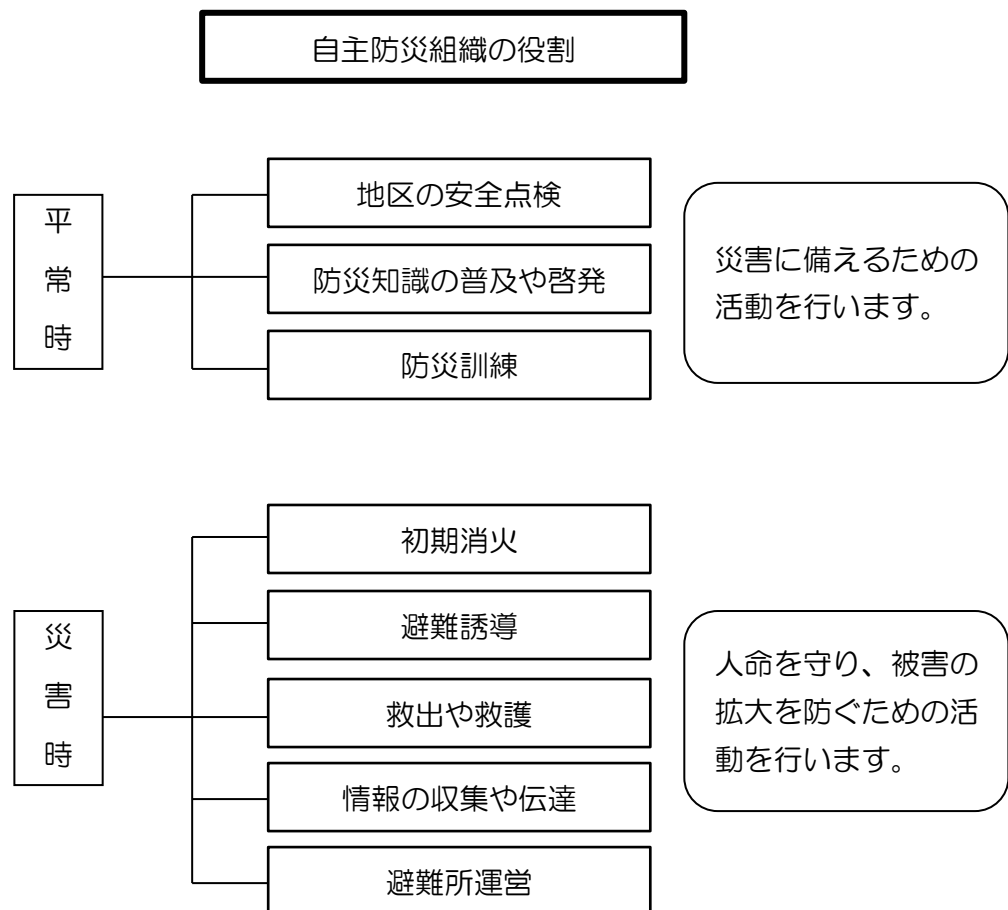 自主防災組織の役割
平常時
地区の安全点検
防災知識の普及や啓発
防災訓練
災害に備えるための
活動を行います。
災害時
初期消火
避難誘導
救出や救護
情報の収集や伝達
避難所運営
人命を守り、被害の
拡大を防ぐための活
動を行います。